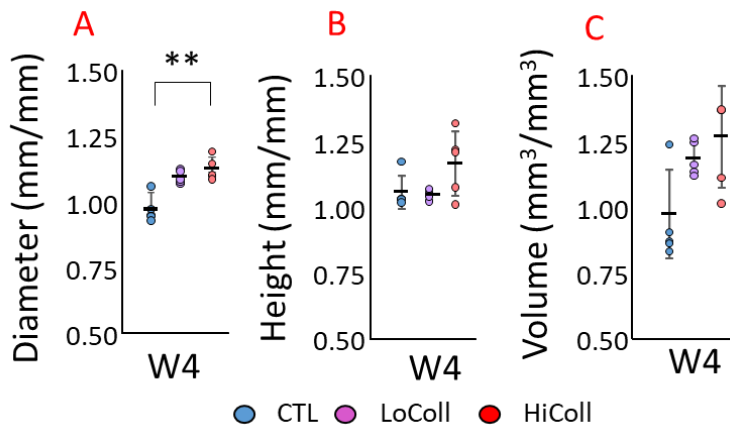 A
B
C
**
Diameter (mm/mm)
1.50
1.25
1.00
0.75
0.50
W4
Height (mm/mm)
1.50
1.25
1.00
0.75
0.50
W4
Volume (mm³/mm³)
1.50
1.25
1.00
0.75
0.50
W4
CTL LoColl HiColl